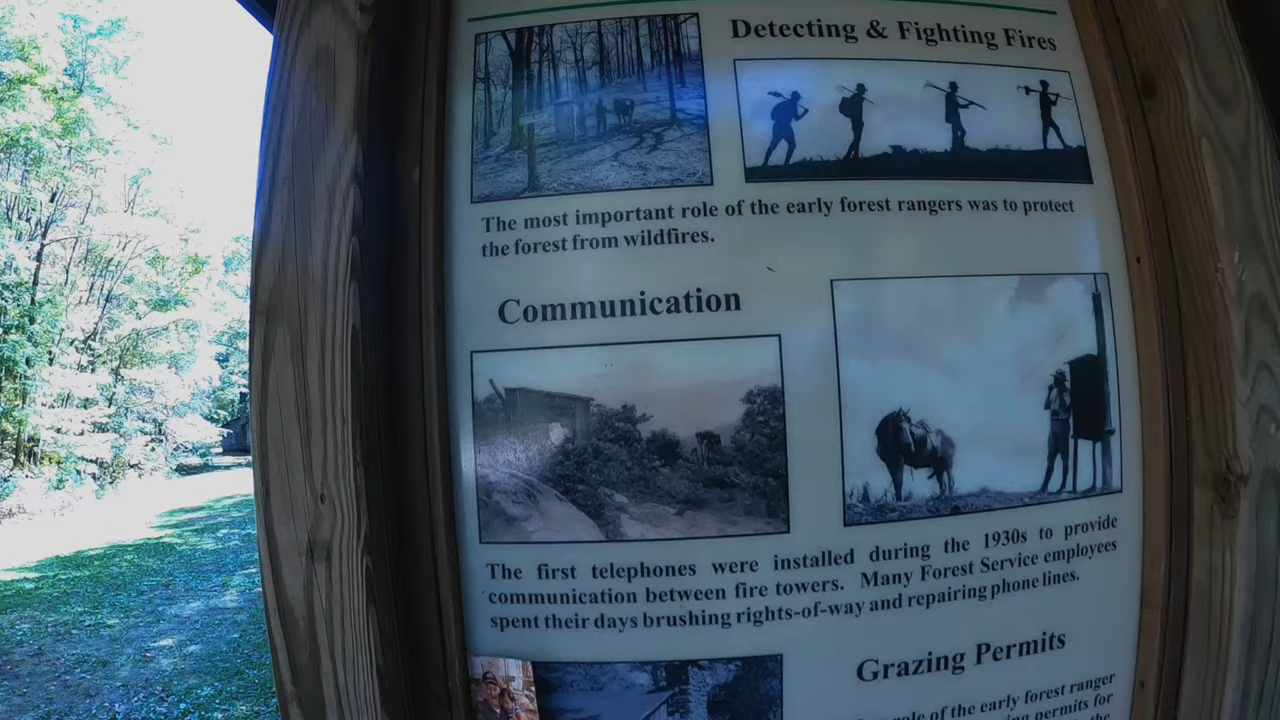 Detecting & Fighting Fires
The most important role of the early forest rangers was to protect
the forest from wildfires.
Communication
The first telephones were installed during the 1930s to provide
communication between fire towers. Many Forest Service employees
spent their days brushing rights-of-way and repairing phone lines.
Grazing Permits
role of the early forest ranger
permits for
the